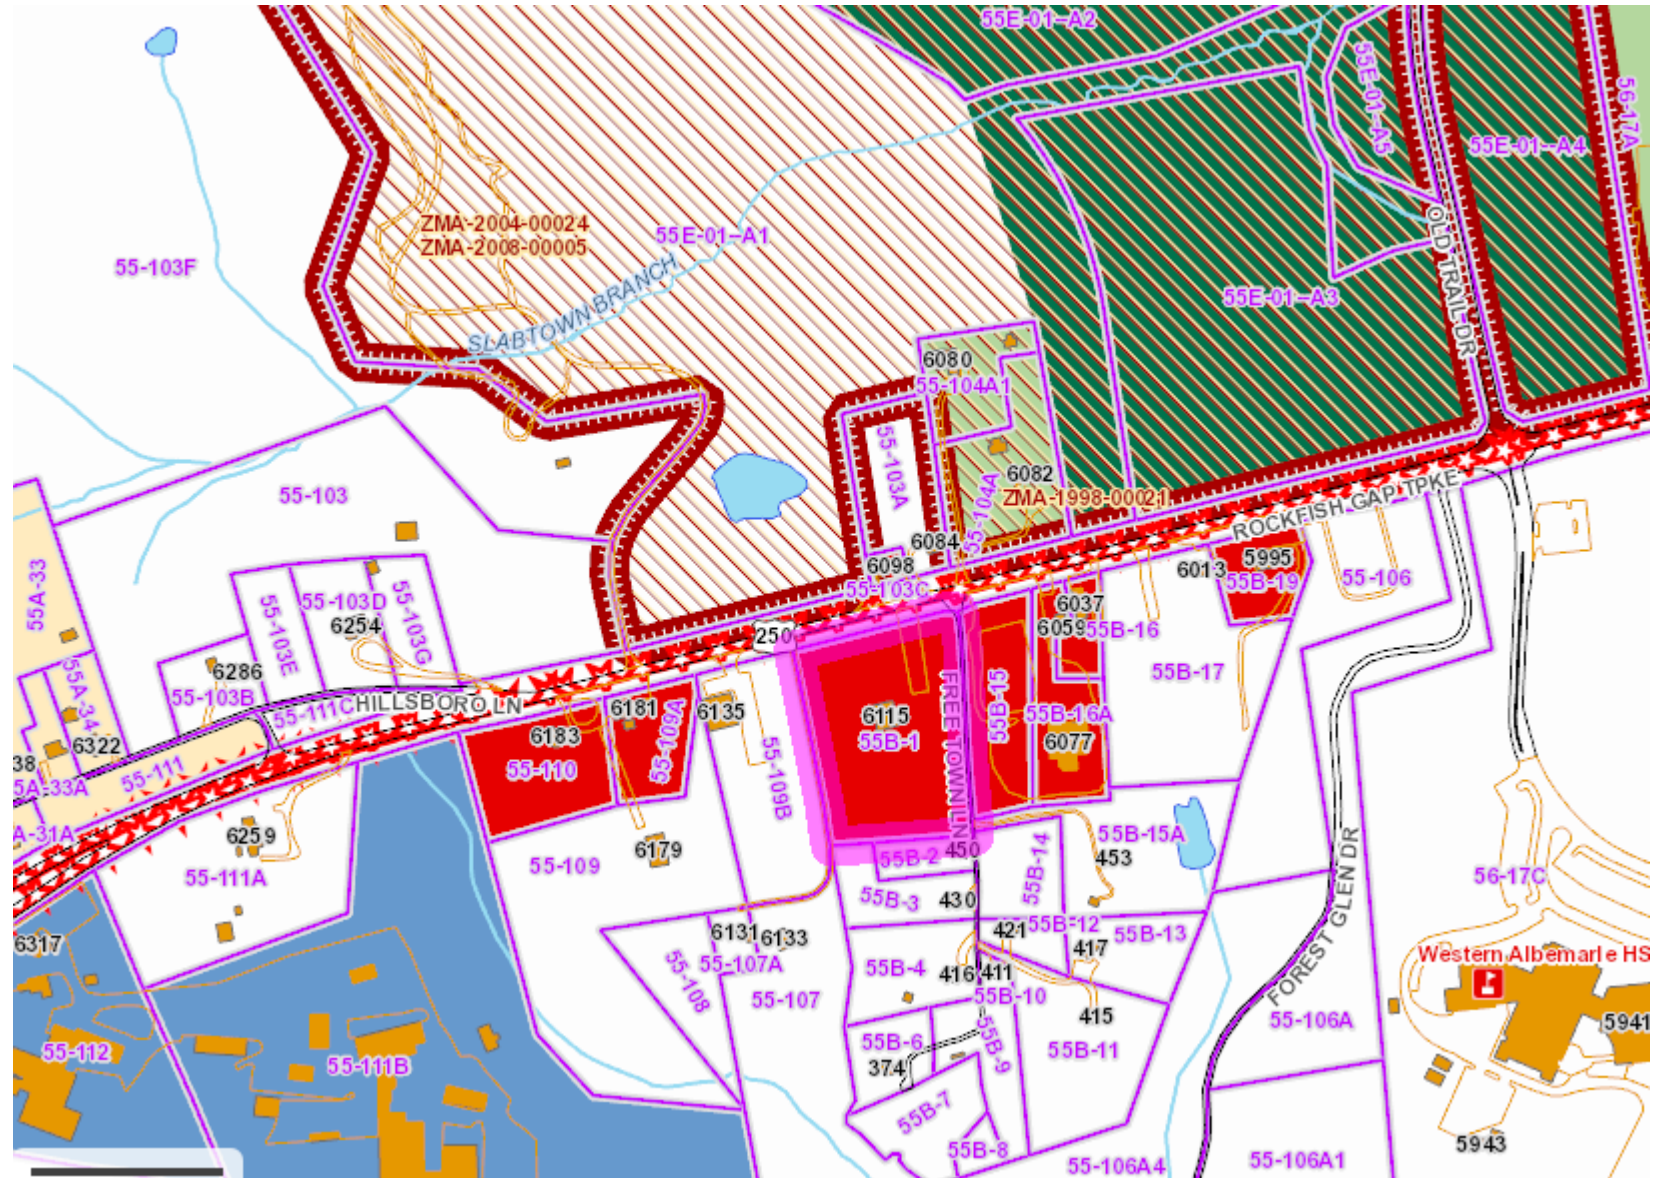 55E-01--A2
55E-01--A5
56-17A
55E-01--A4
ZMA-2004-00024
ZMA-2008-00005
55E-01--A1
55-103F
SLABTOWN BRANCH
55E-01--A3
OLD TRAIL DR
6080
55-104A1
55-103A
6082
55-104A
ZMA-1998-00021
55-103
6084
ROCKFISH GAP TPKE
6098
55-103C
6013
5995
55B-19
55-106
55A-33
55-103E
55-103D
6254
55-103G
6037
6059
55B-16
250
6286
55-103B
55A-34
55-111C
HILLSBORO LN
55B-17
6322
38
5A-33A
55-111
6183
55-110
6181
55-109A
6135
55-109B
6115
55B-1
FREETOWN LN
55B-15
55B-16A
6077
A-31A
6259
55-111A
55-109
6179
55B-2
450
55B-14
55B-15A
453
55B-3
430
FOREST GLEN DR
56-17C
6317
6131
6133
55-107A
55-108
55-107
421
55B-12
417
55B-13
55B-4
416
411
55B-10
415
Western Albemarle HS
5941
55-106A
55-112
55-111B
55B-6
374
55B-9
55B-11
55B-7
55B-8
55-106A4
55-106A1
5943